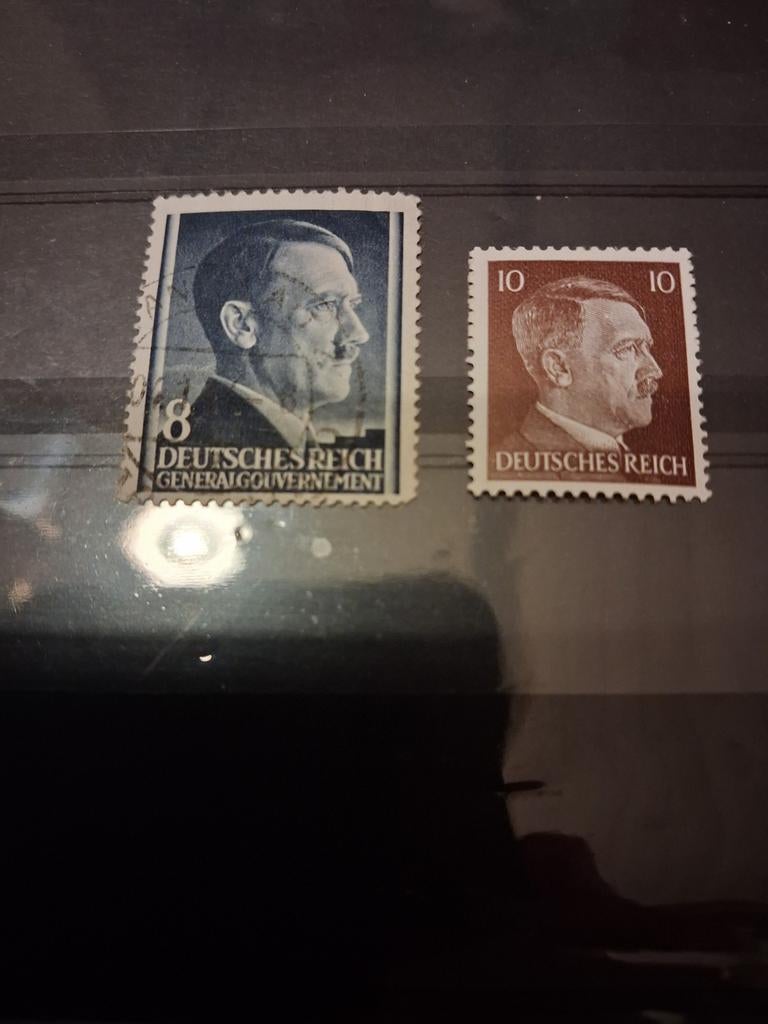 8
DEUTSCHES REICH
GENERALGOUVERNEMENT
10 10
DEUTSCHES REICH